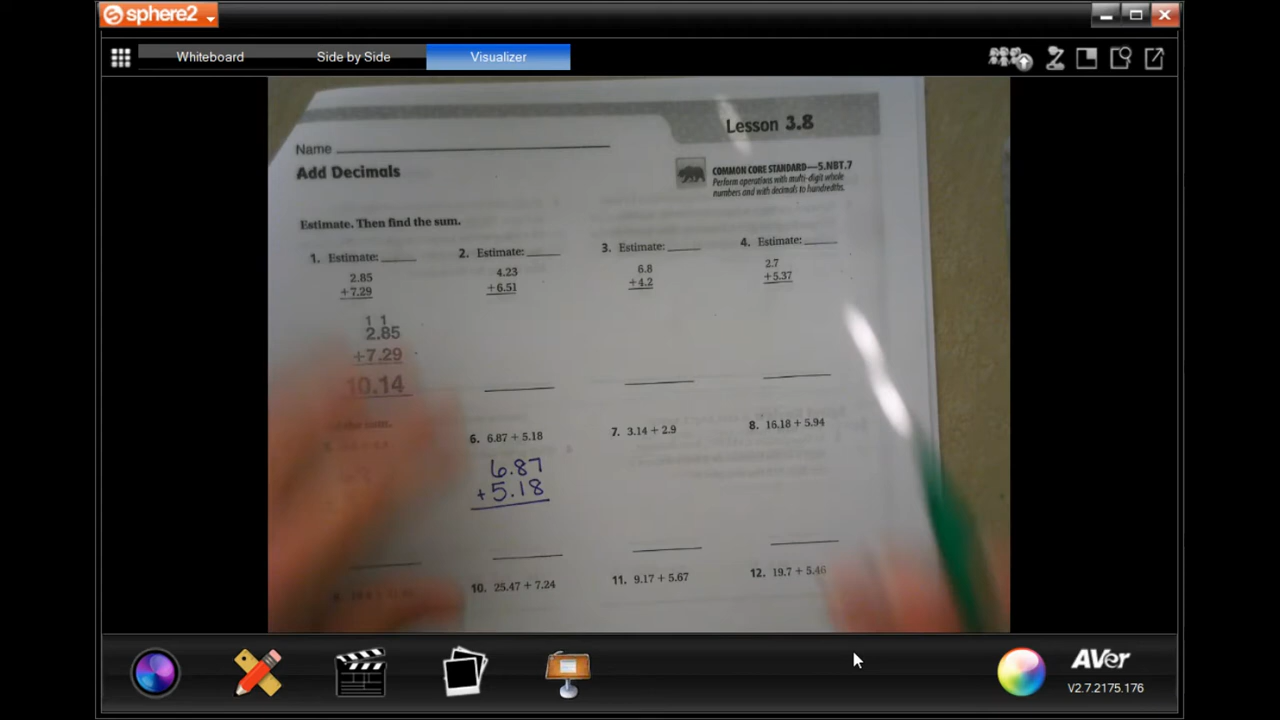 sphere2
Whiteboard Side by Side Visualizer
Lesson 3.8
Name
Add Decimals
COMMON CORE STANDARD—5.NBT.7
Perform operations with multi-digit whole
numbers and with decimals to hundredths.
Estimate. Then find the sum.
1. Estimate:
2.85
+7.29
1 1
2.85
+7.29
10.14
2. Estimate:
4.23
+6.51
3. Estimate:
6.8
+4.2
4. Estimate:
2.7
+5.37
the sum.
6. 6.87 + 5.18
6.87
+5.18
7. 3.14 + 2.9
8. 16.18 + 5.94
10. 25.47 + 7.24
11. 9.17 + 5.67
12. 19.7 + 5.46
AVer
V2.7.2175.176